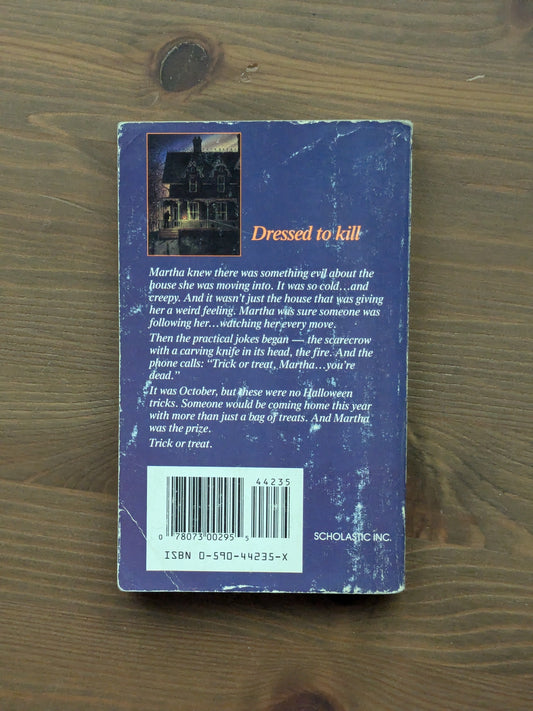 Dressed to kill
Martha knew there was something evil about the
house she was moving into. It was so cold...and
creepy. And it wasn't just the house that was giving
her a weird feeling. Martha was sure someone was
following her...watching her every move.
Then the practical jokes began — the scarecrow
with a carving knife in its head, the fire. And the
phone calls: "Trick or treat, Martha...you're
dead."
It was October, but these were no Halloween
tricks. Someone would be coming home this year
with more than just a bag of treats. And Martha
was the prize.
Trick or treat.
44235
0 78073 00295 5
ISBN 0-590-44235-X
SCHOLASTIC INC.